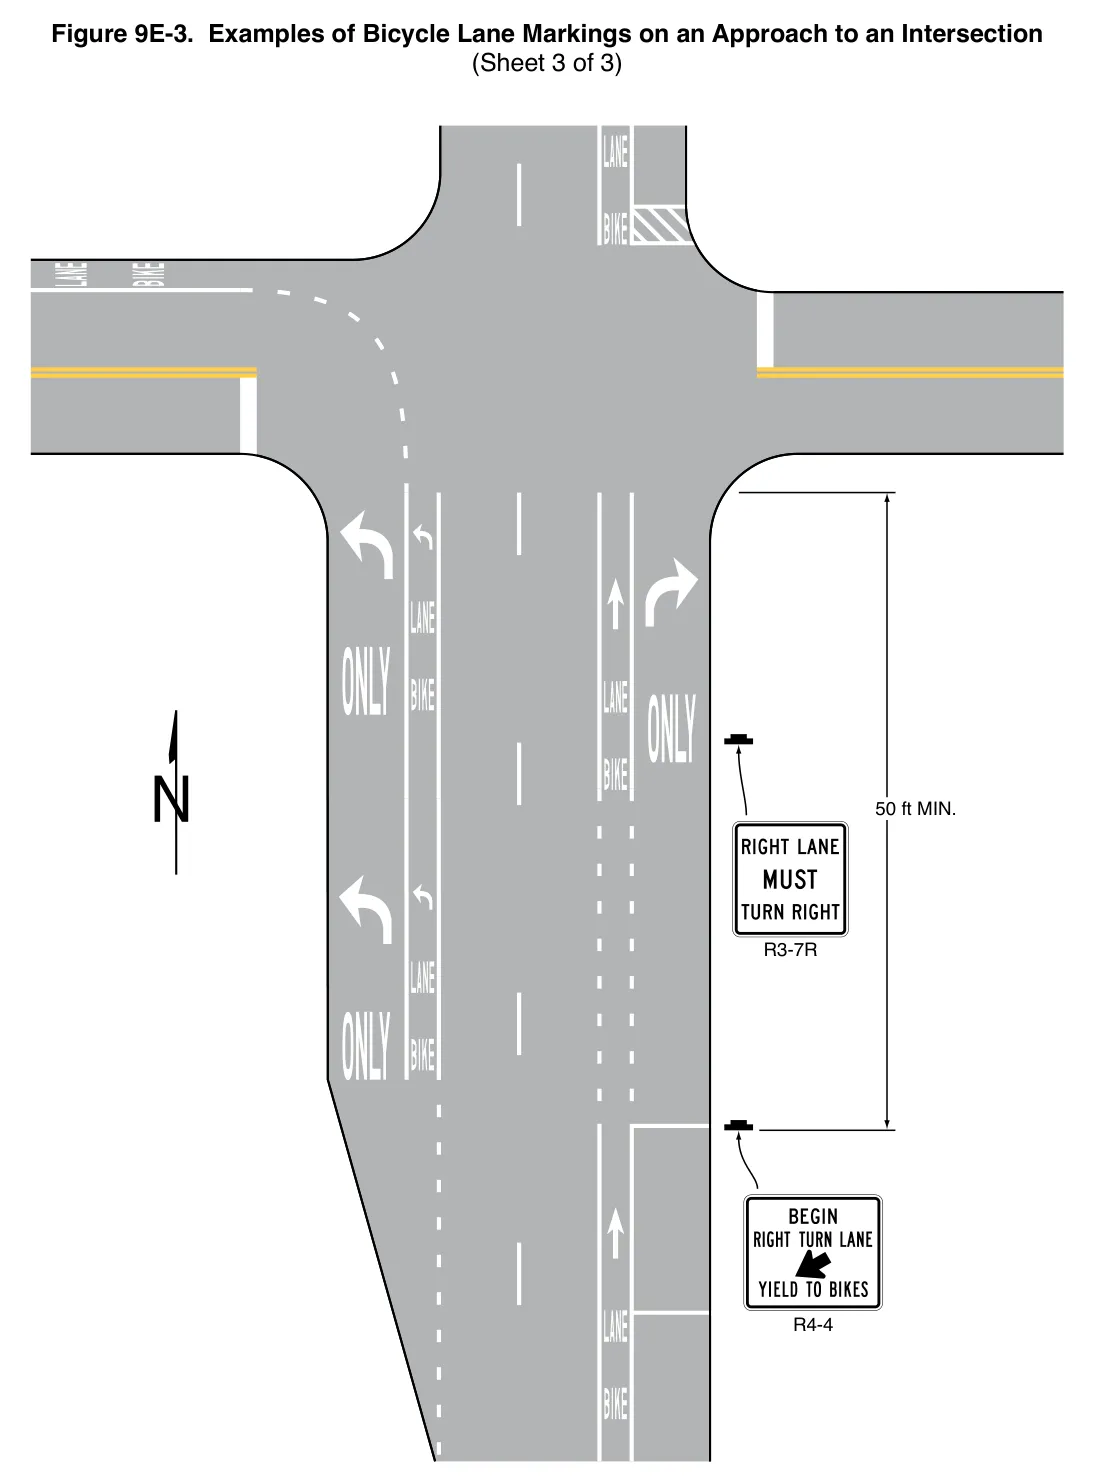 Figure 9E-3.  Examples of Bicycle Lane Markings on an Approach to an Intersection
(Sheet 3 of 3)
LANE
BIKE
LANE
BIKE
LANE
BIKE
ONLY
LANE
BIKE
ONLY
N
50 ft MIN.
RIGHT LANE
MUST
TURN RIGHT
R3-7R
LANE
BIKE
ONLY
BEGIN
RIGHT TURN LANE
YIELD TO BIKES
R4-4
LANE
BIKE